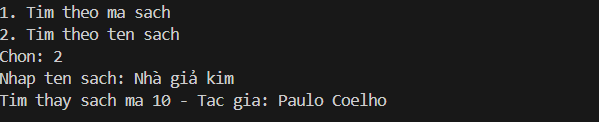 1. Tim theo ma sach
2. Tim theo ten sach
Chon: 2
Nhap ten sach: Nhà giả kim
Tim thay sach ma 10 - Tac gia: Paulo Coelho